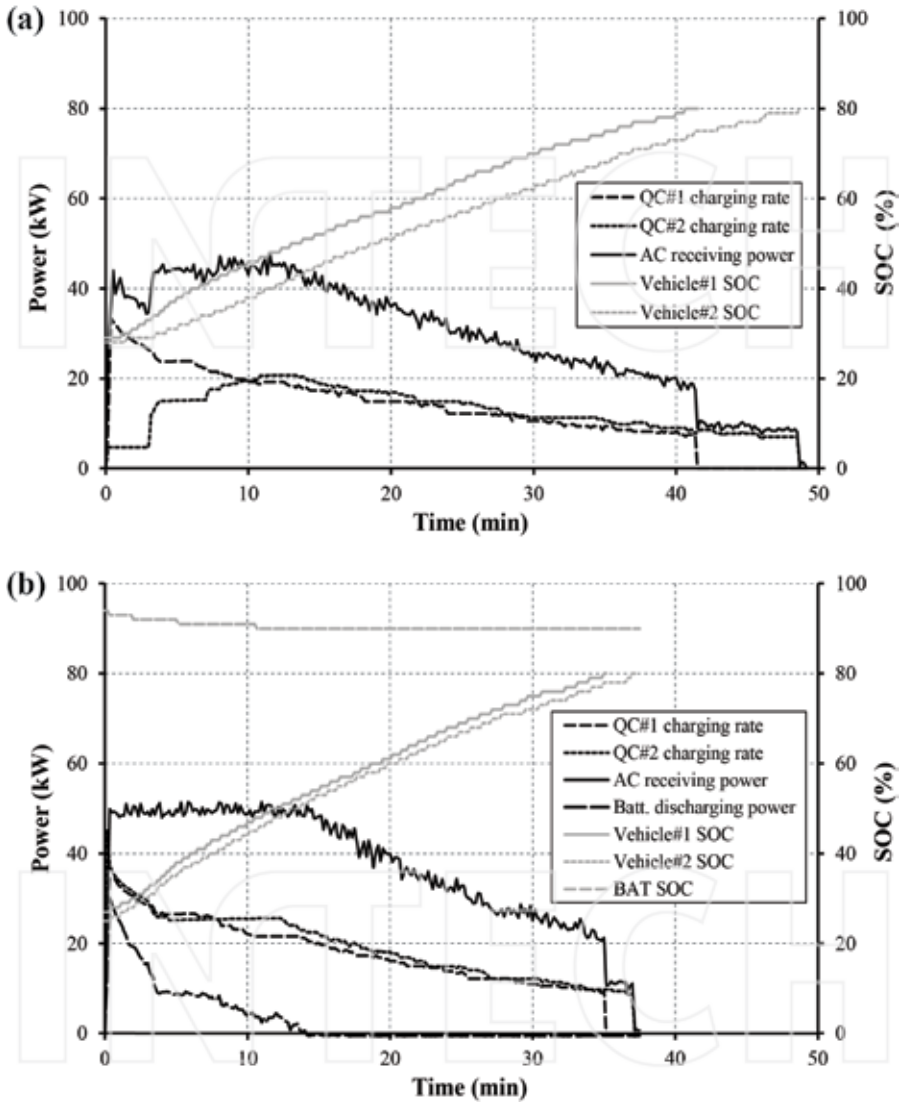 (a)
100
80
60
40
20
0
Power (kW)
0 10 20 30 40 50
Time (min)
100
80
60
40
20
0
SOC (%)
QC#1 charging rate
QC#2 charging rate
AC receiving power
Vehicle#1 SOC
Vehicle#2 SOC
INTECH
(b)
100
80
60
40
20
0
Power (kW)
0 10 20 30 40 50
Time (min)
100
80
60
40
20
0
SOC (%)
QC#1 charging rate
QC#2 charging rate
AC receiving power
Batt. discharging power
Vehicle#1 SOC
Vehicle#2 SOC
BAT SOC
INTECH